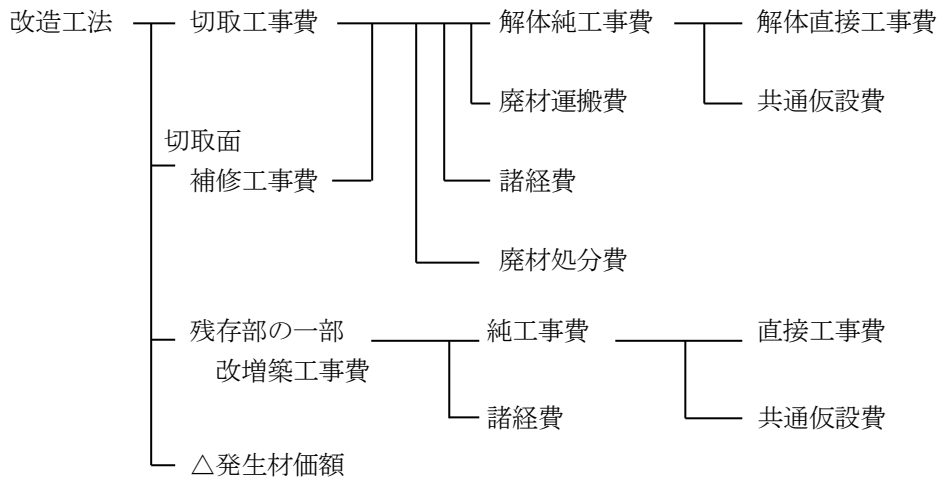 改造工法 切取工事費 解体純工事費 解体直接工事費
廃材運搬費 共通仮設費
切取面
補修工事費 諸経費
廃材処分費
残存部の一部 純工事費 直接工事費
改増築工事費
諸経費 共通仮設費
△発生材価額